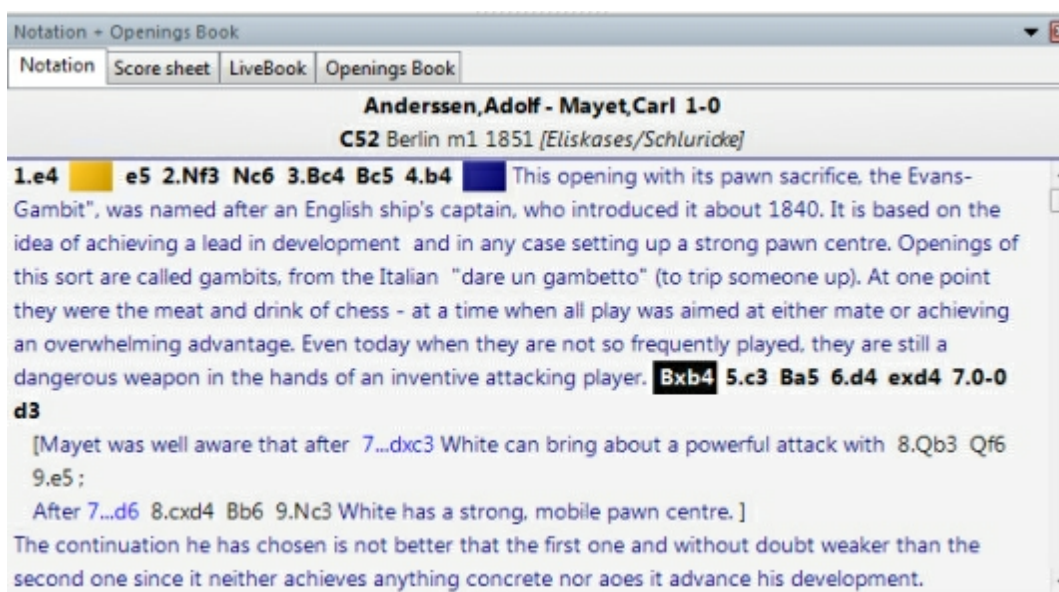 Notation + Openings Book
Notation Score sheet LiveBook Openings Book
Anderssen,Adolf - Mayet,Carl 1-0
C52 Berlin m1 1851 [Eliskases/Schluricke]
1.e4 e5 2.Nf3 Nc6 3.Bc4 Bc5 4.b4 This opening with its pawn sacrifice, the Evans-
Gambit", was named after an English ship's captain, who introduced it about 1840. It is based on the
idea of achieving a lead in development and in any case setting up a strong pawn centre. Openings of
this sort are called gambits, from the Italian "dare un gambetto" (to trip someone up). At one point
they were the meat and drink of chess - at a time when all play was aimed at either mate or achieving
an overwhelming advantage. Even today when they are not so frequently played, they are still a
dangerous weapon in the hands of an inventive attacking player. Bxb4 5.c3 Ba5 6.d4 exd4 7.0-0
d3
[Mayet was well aware that after 7...dxc3 White can bring about a powerful attack with 8.Qb3 Qf6
9.e5 ;
After 7...d6 8.cxd4 Bb6 9.Nc3 White has a strong, mobile pawn centre. ]
The continuation he has chosen is not better that the first one and without doubt weaker than the
second one since it neither achieves anything concrete nor aoes it advance his development.